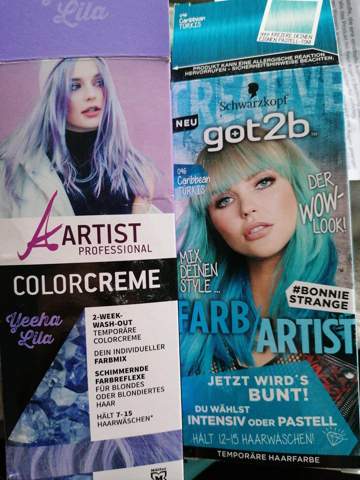 Yeeha
Lila
ARTIST
PROFESSIONAL
COLORCREME
Yeeha
Lila
2-WEEK-
WASH-OUT
TEMPORÄRE
COLORCREME
DEIN INDIVIDUELLER
FARBMIX
SCHIMMERNDE
FARBREFLEXE
FÜR BLONDES
ODER BLONDIERTES
HAAR
HÄLT 7-15
HAARWÄSCHEN*
096
Caribbean
TÜRKIS
DEINEN
PRODUKT KANN EINE ALLERGISCHE REAKTION
HERVORRUFEN - SICHERHEITSHINWEISE BEACHTEN.
CREATIVE
Schwarzkopf
NEU
got2b
096
Caribbean
TÜRKIS
DER
WOW-
LOOK!
MIX
DEINEN
STYLE...
#BONNIE
STRANGE
FARB
ARTIST
JETZT WIRD'S
BUNT!
DU WÄHLST
INTENSIV ODER PASTELL
HÄLT 12-15 HAARWÄSCHEN!
TEMPORÄRE HAARFARBE